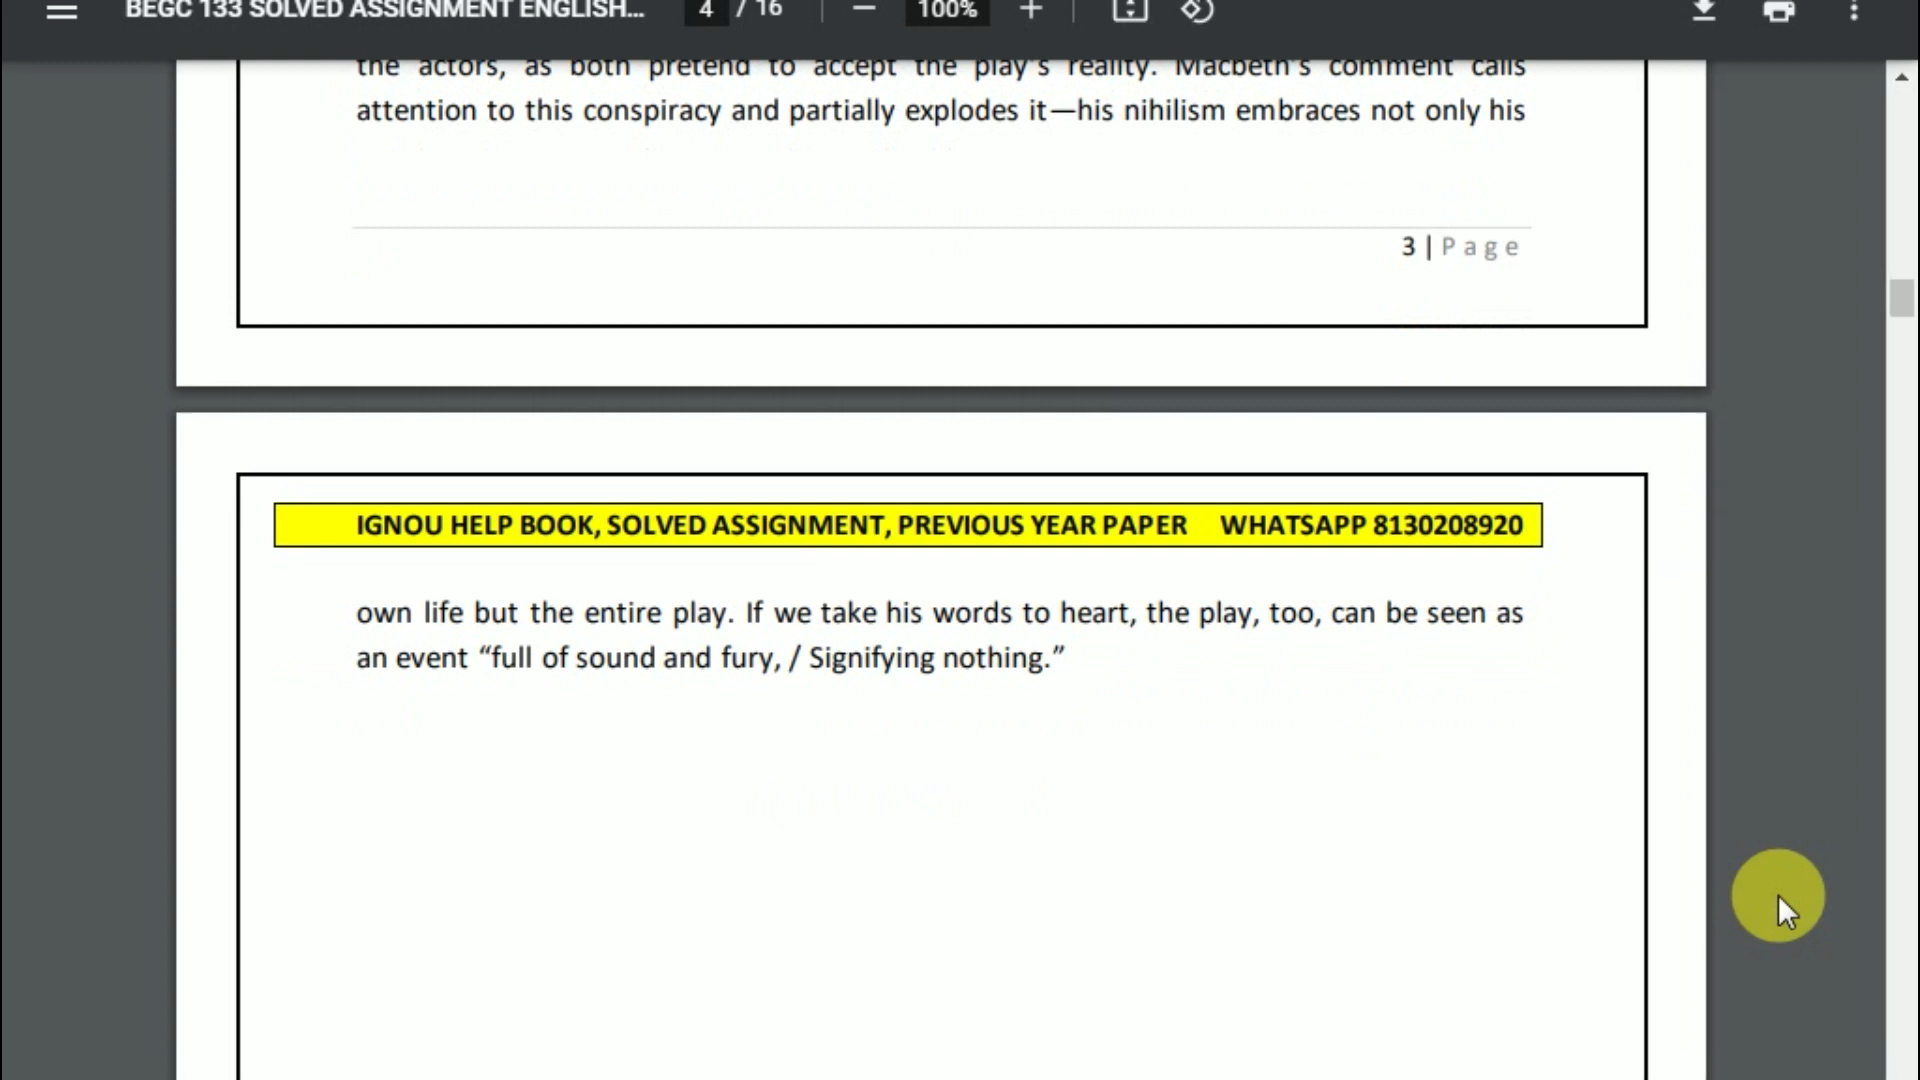 BEGC 133 SOLVED ASSIGNMENT ENGLISH...
4 / 16
100%
the actors, as both pretend to accept the play's reality. Macbeth's comment calls
attention to this conspiracy and partially explodes it—his nihilism embraces not only his
3 | Page
IGNOU HELP BOOK, SOLVED ASSIGNMENT, PREVIOUS YEAR PAPER WHATSAPP 8130208920
own life but the entire play. If we take his words to heart, the play, too, can be seen as
an event “full of sound and fury, / Signifying nothing.”